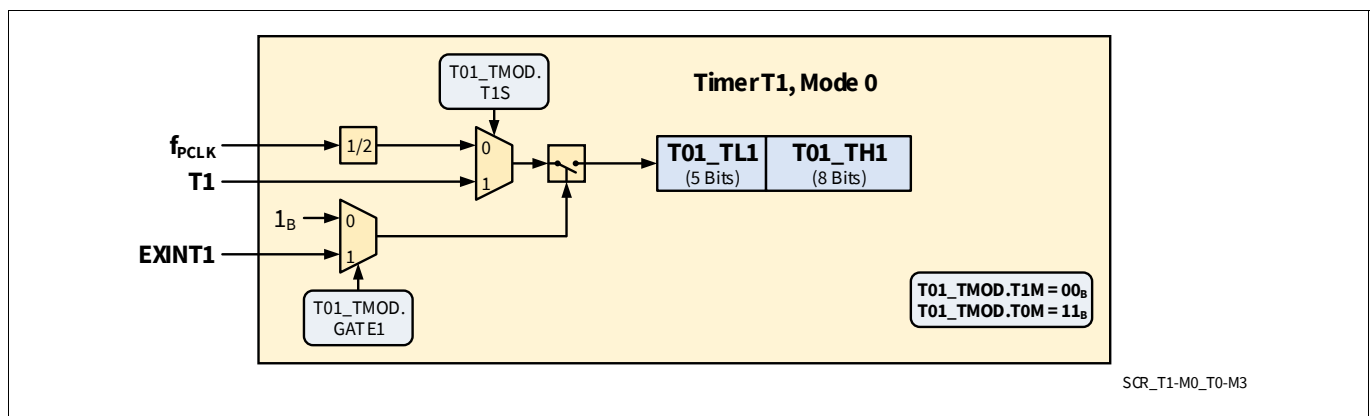 T01_TMOD.
T1S
Timer T1, Mode 0
fPCLK
1/2
0
1
T1
T01_TL1
(5 Bits)
T01_TH1
(8 Bits)
1B
0
1
EXINT1
T01_TMOD.
GATE1
T01_TMOD.T1M = 00B
T01_TMOD.T0M = 11B
SCR_T1-M0_T0-M3